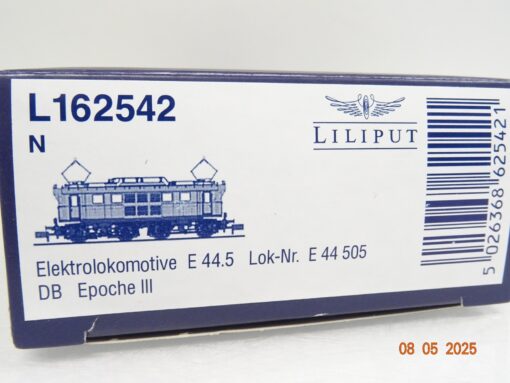 L162542
N
LILIPUT
Elektrolokomotive E 44.5 Lok-Nr. E 44 505
DB Epoche III
5 026368 625421
08 05 2025